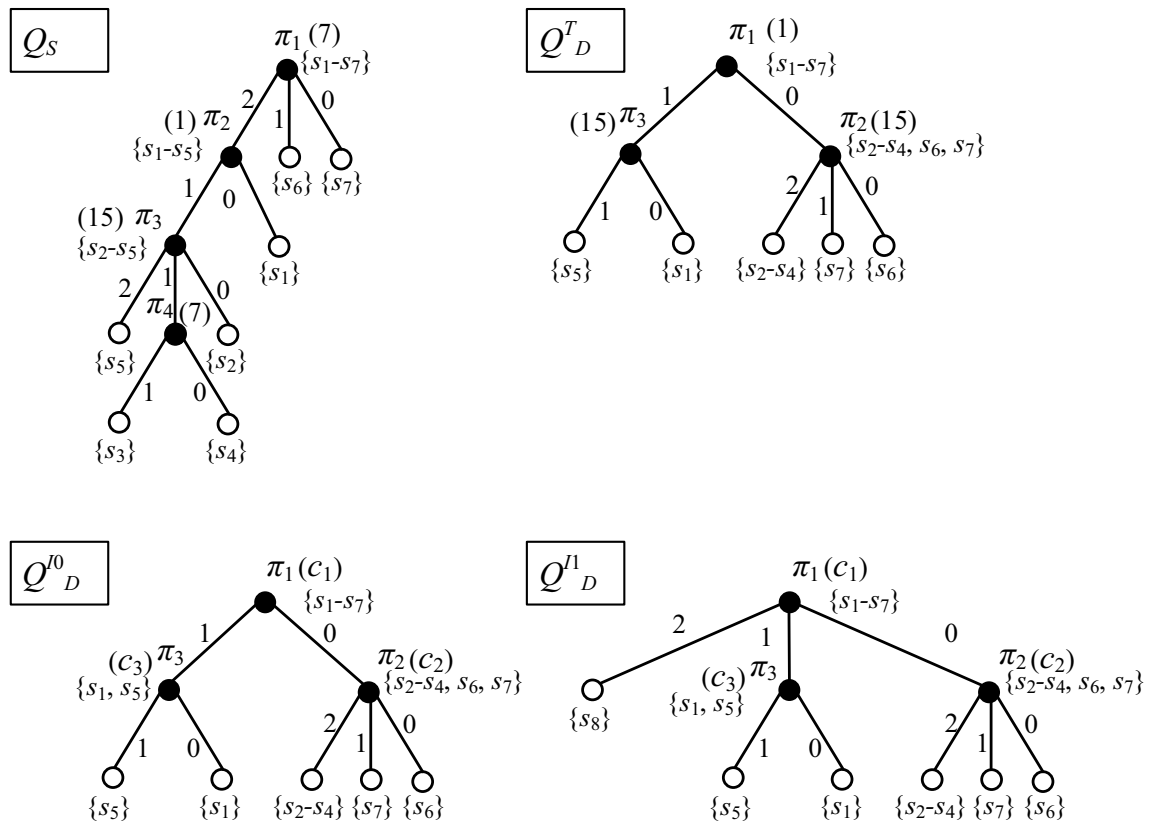 Q_S
π₁ (7)
{s₁-s₇}
2 1 0
(1) π₂
{s₁-s₅}
{s₆} {s₇}
1 0
(15) π₃
{s₂-s₅}
{s₁}
2 1 0
π₄ (7)
{s₅} {s₂}
1 0
{s₃} {s₄}
Q^T_D
π₁ (1)
{s₁-s₇}
1 0
(15) π₃
π₂ (15)
{s₂-s₄, s₆, s₇}
1 0 2 1 0
{s₅} {s₁} {s₂-s₄} {s₇} {s₆}
Q^{I0}_D
π₁ (c₁)
{s₁-s₇}
1 0
(c₃) π₃
{s₁, s₅}
π₂ (c₂)
{s₂-s₄, s₆, s₇}
1 0 2 1 0
{s₅} {s₁} {s₂-s₄} {s₇} {s₆}
Q^{I1}_D
π₁ (c₁)
{s₁-s₇}
2 1 0
(c₃) π₃
{s₁, s₅}
π₂ (c₂)
{s₂-s₄, s₆, s₇}
{s₈}
1 0 2 1 0
{s₅} {s₁} {s₂-s₄} {s₇} {s₆}